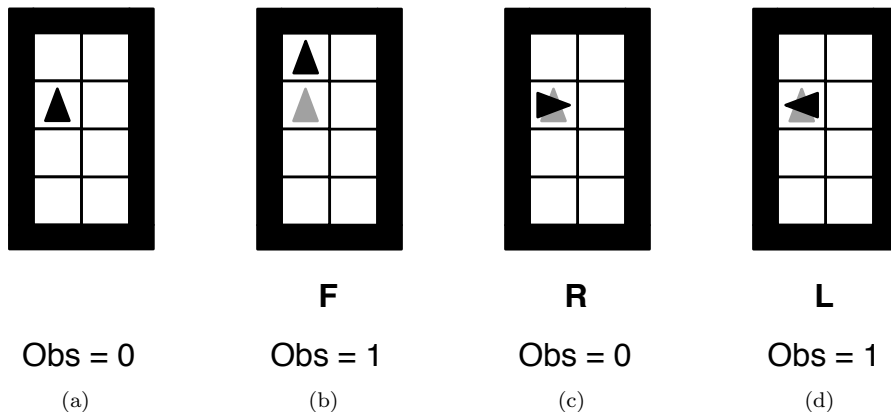 F R L
Obs = 0 Obs = 1 Obs = 0 Obs = 1
(a) (b) (c) (d)